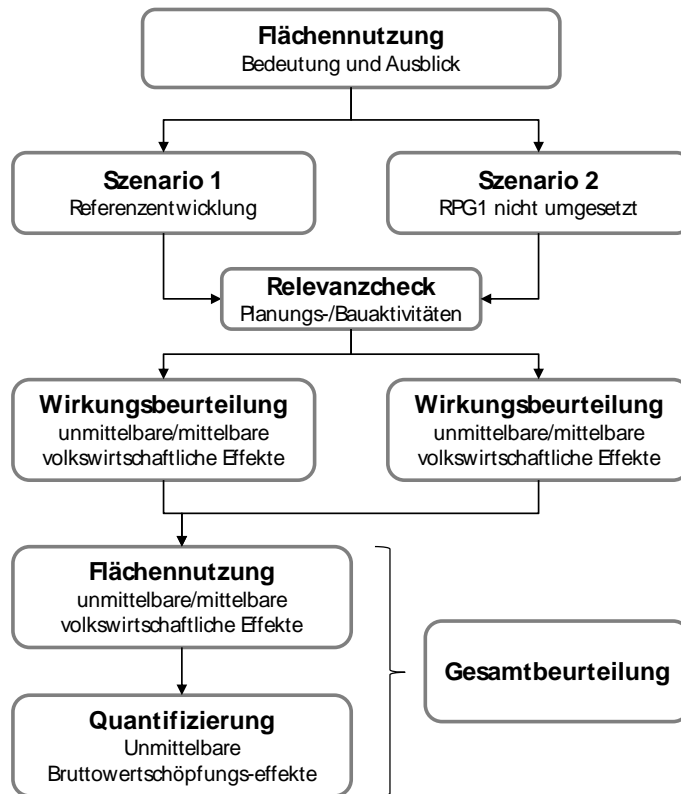 Flächennutzung
Bedeutung und Ausblick
Szenario 1
Referenzentwicklung
Szenario 2
RPG1 nicht umgesetzt
Relevanzcheck
Planungs-/Bauaktivitäten
Wirkungsbeurteilung
unmittelbare/mittelbare
volkswirtschaftliche Effekte
Wirkungsbeurteilung
unmittelbare/mittelbare
volkswirtschaftliche Effekte
Flächennutzung
unmittelbare/mittelbare
volkswirtschaftliche Effekte
Gesamtbeurteilung
Quantifizierung
Unmittelbare
Bruttowertschöpfungs-effekte